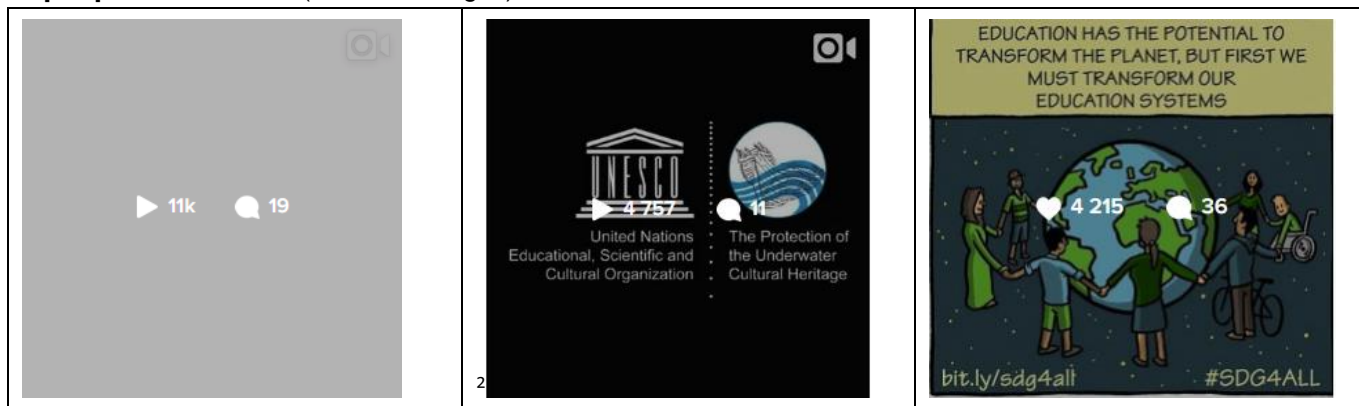 11k 19
UNESCO
4 757 11
United Nations
Educational, Scientific and
Cultural Organization
The Protection of
the Underwater
Cultural Heritage
2
EDUCATION HAS THE POTENTIAL TO
TRANSFORM THE PLANET, BUT FIRST WE
MUST TRANSFORM OUR
EDUCATION SYSTEMS
4 215 36
bit.ly/sdg4all #SDG4ALL